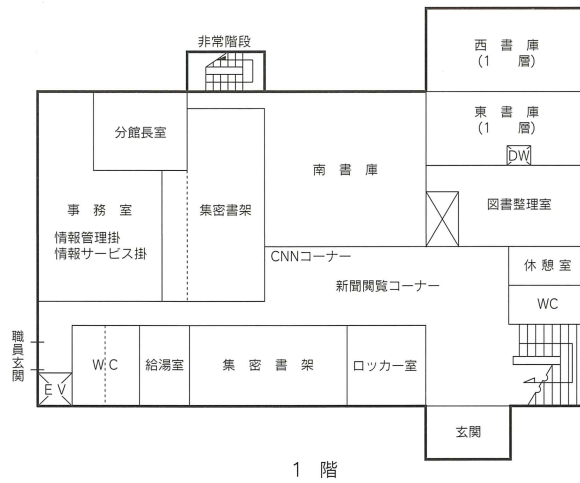 非常階段
西書庫
(1 層)
分館長室
東書庫
(1 層)
DW
南書庫
事務室
集密書架
図書整理室
情報管理掛
情報サービス掛
CNNコーナー
休憩室
新聞閲覧コーナー
WC
職員玄関
WC
給湯室
集密書架
ロッカー室
EV
玄関
1 階